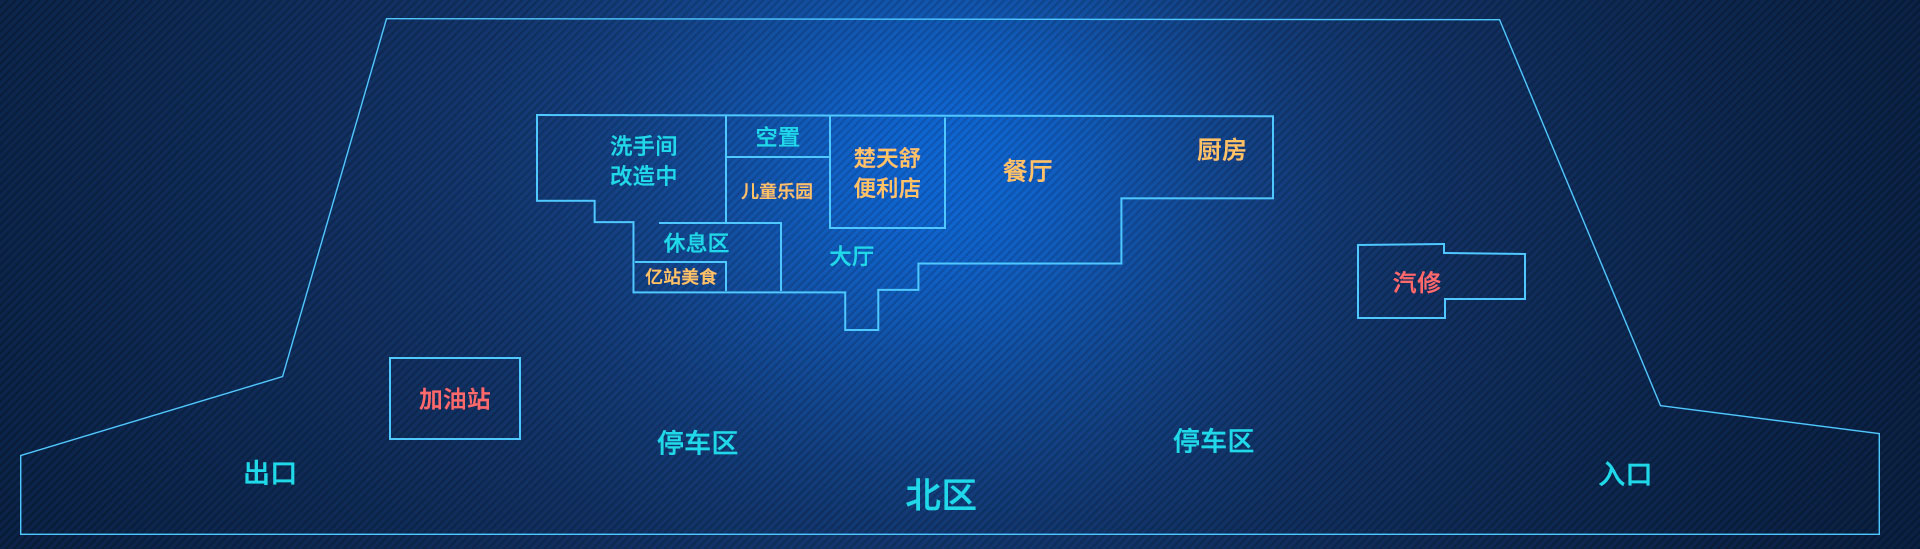 洗手间
改造中
空置
儿童乐园
楚天舒
便利店
餐厅
厨房
休息区
亿站美食
大厅
汽修
加油站
停车区
停车区
出口
北区
入口